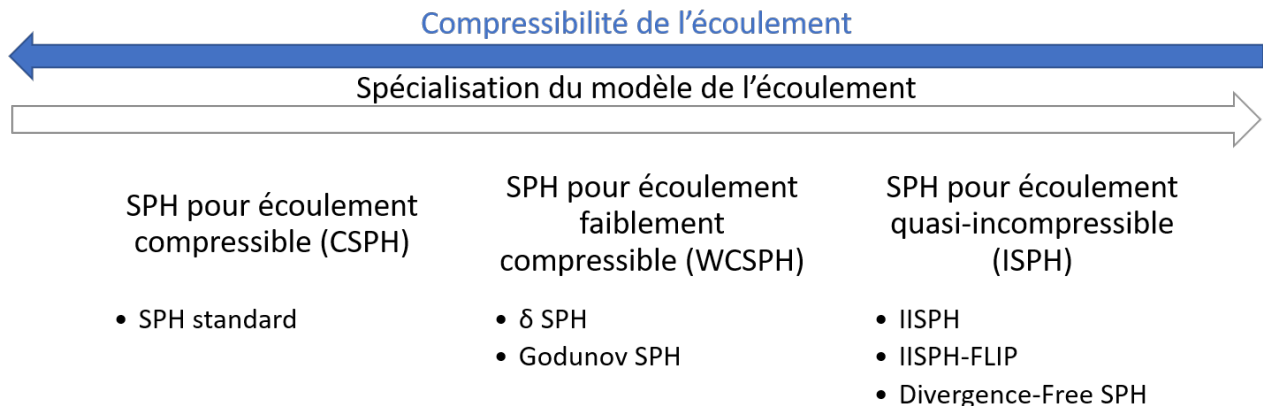 Compressibilité de l'écoulement
Spécialisation du modèle de l'écoulement
SPH pour écoulement
compressible (CSPH)
• SPH standard
SPH pour écoulement
faiblement
compressible (WCSPH)
• δ SPH
• Godunov SPH
SPH pour écoulement
quasi-incompressible
(ISPH)
• IISPH
• IISPH-FLIP
• Divergence-Free SPH